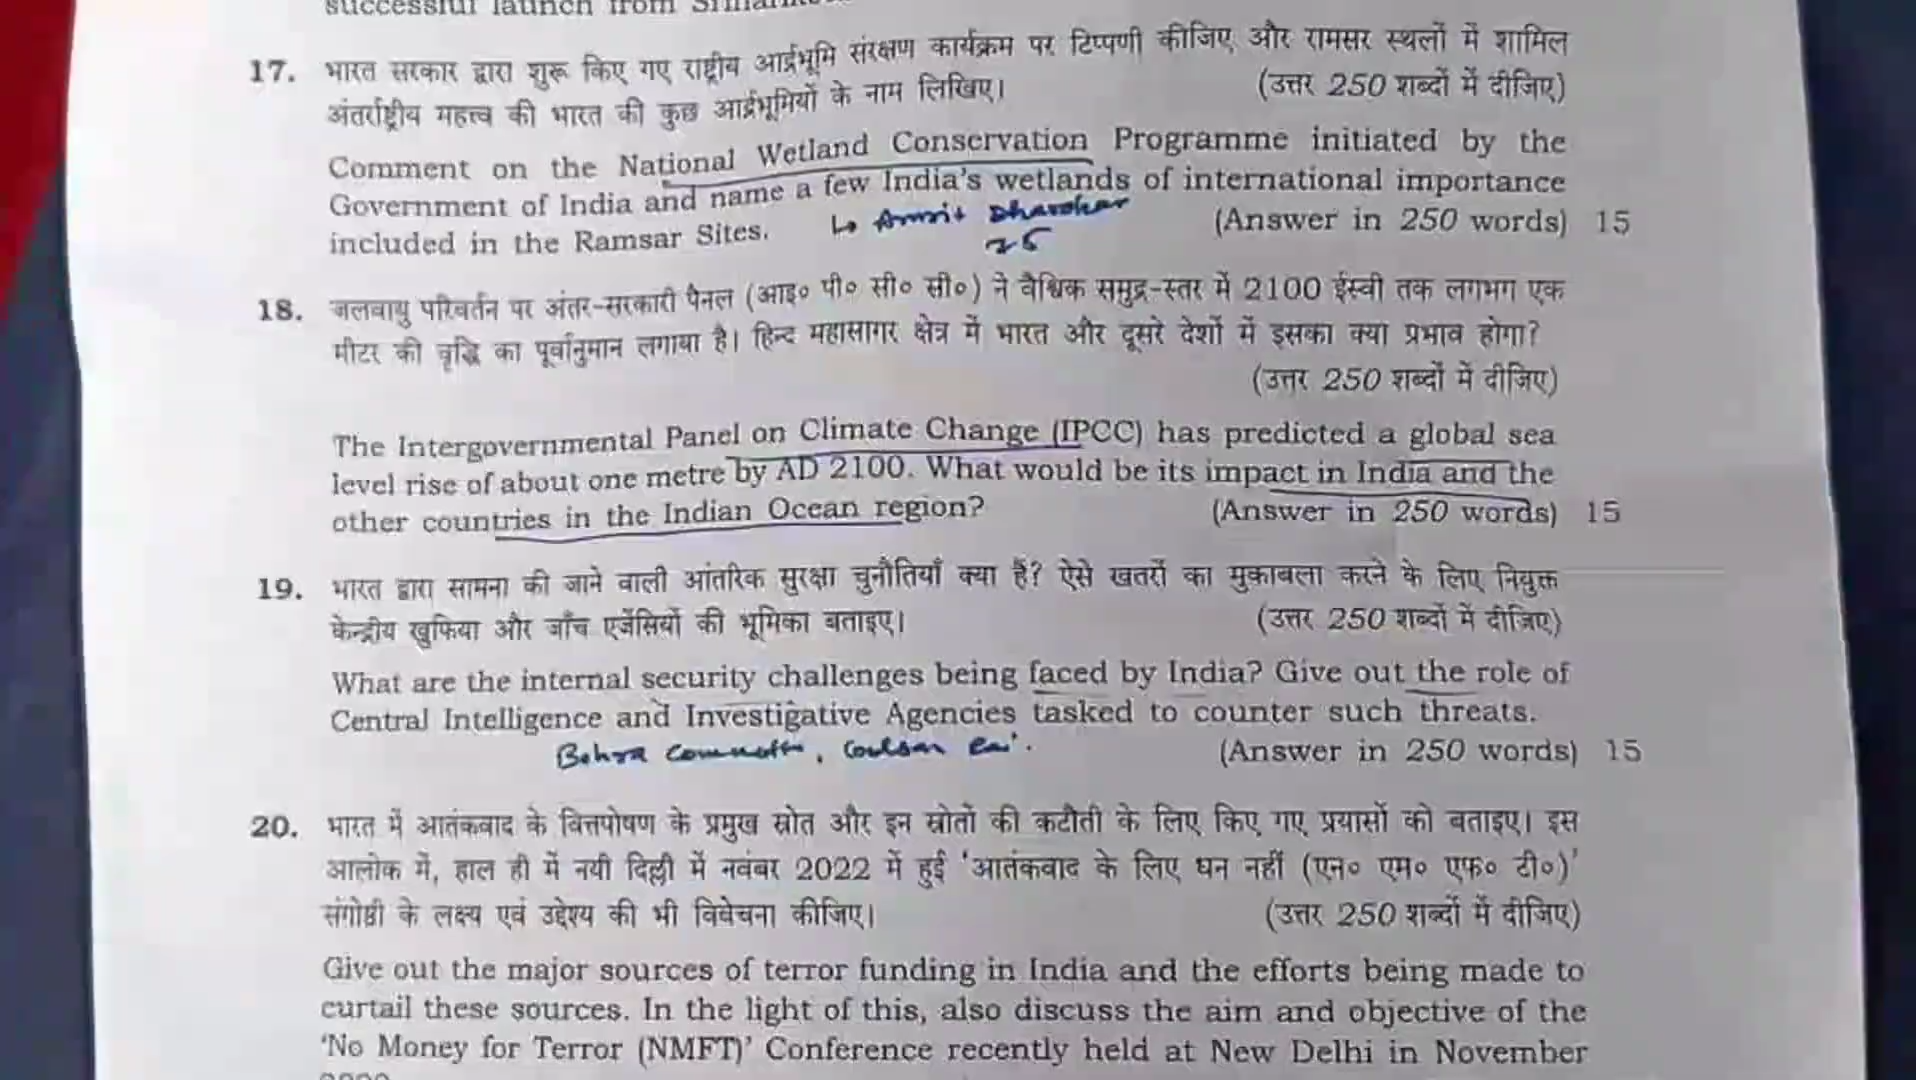 successful launch from
17. भारत सरकार द्वारा शुरू किए गए राष्ट्रीय आर्द्रभूमि संरक्षण कार्यक्रम पर टिप्पणी कीजिए और रामसर स्थलों में शामिल
अंतर्राष्ट्रीय महत्त्व की भारत की कुछ आर्द्रभूमियों के नाम लिखिए। (उत्तर 250 शब्दों में दीजिए)
Comment on the National Wetland Conservation Programme initiated by the
Government of India and name a few India's wetlands of international importance
included in the Ramsar Sites. (Answer in 250 words) 15
↳ Amrit Dharohar
75
18. जलवायु परिवर्तन पर अंतर-सरकारी पैनल (आइ० पी० सी० सी०) ने वैश्विक समुद्र-स्तर में 2100 ईस्वी तक लगभग एक
मीटर की वृद्धि का पूर्वानुमान लगाया है। हिन्द महासागर क्षेत्र में भारत और दूसरे देशों में इसका क्या प्रभाव होगा?
(उत्तर 250 शब्दों में दीजिए)
The Intergovernmental Panel on Climate Change (IPCC) has predicted a global sea
level rise of about one metre by AD 2100. What would be its impact in India and the
other countries in the Indian Ocean region? (Answer in 250 words) 15
19. भारत द्वारा सामना की जाने वाली आंतरिक सुरक्षा चुनौतियाँ क्या हैं? ऐसे खतरों का मुकाबला करने के लिए नियुक्त
केन्द्रीय खुफिया और जाँच एजेंसियों की भूमिका बताइए। (उत्तर 250 शब्दों में दीजिए)
What are the internal security challenges being faced by India? Give out the role of
Central Intelligence and Investigative Agencies tasked to counter such threats.
(Answer in 250 words) 15
20. भारत में आतंकवाद के वित्तपोषण के प्रमुख स्रोत और इन स्रोतों की कटौती के लिए किए गए प्रयासों को बताइए। इस
आलोक में, हाल ही में नयी दिल्ली में नवंबर 2022 में हुई 'आतंकवाद के लिए धन नहीं (एन० एम० एफ० टी०)'
संगोष्ठी के लक्ष्य एवं उद्देश्य की भी विवेचना कीजिए। (उत्तर 250 शब्दों में दीजिए)
Give out the major sources of terror funding in India and the efforts being made to
curtail these sources. In the light of this, also discuss the aim and objective of the
'No Money for Terror (NMFT)' Conference recently held at New Delhi in November